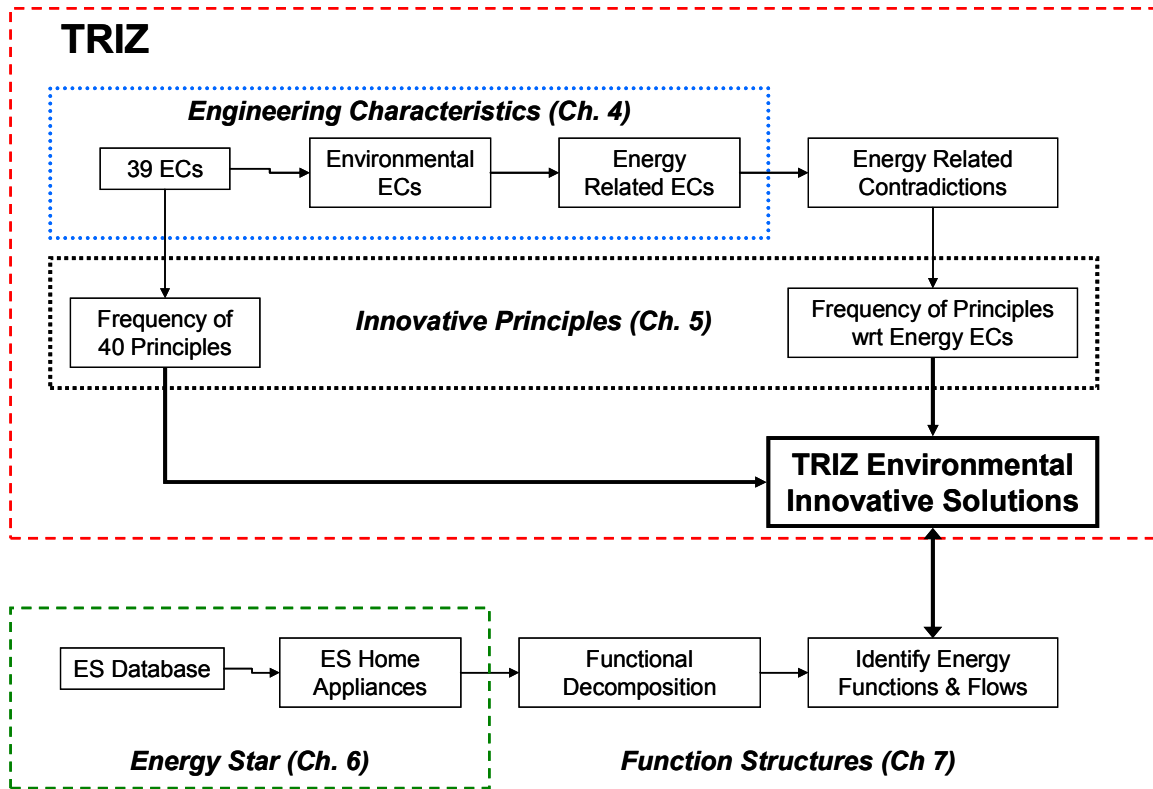 TRIZ
Engineering Characteristics (Ch. 4)
39 ECs
Environmental
ECs
Energy
Related ECs
Energy Related
Contradictions
Frequency of
40 Principles
Innovative Principles (Ch. 5)
Frequency of Principles
wrt Energy ECs
TRIZ Environmental
Innovative Solutions
ES Database
ES Home
Appliances
Functional
Decomposition
Identify Energy
Functions & Flows
Energy Star (Ch. 6)
Function Structures (Ch 7)